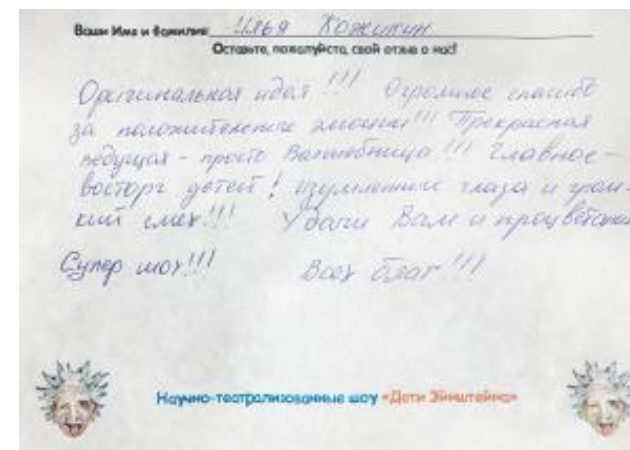 Ваши Имя и Фамилия: Илья Кожикин
Оставьте, пожалуйста, свой отзыв о нас!
Оригинальная идея!!! Огромное спасибо
за положительные эмоции!!! Прекрасная
ведущая - просто Волшебница!!! Главное -
восторг детей! изумленные глаза и гром-
кий смех!!! Удачи Вам и процветания
Супер шоу!!! Всех благ!!!
Научно-театрализованные шоу «Дети Эйнштейна»